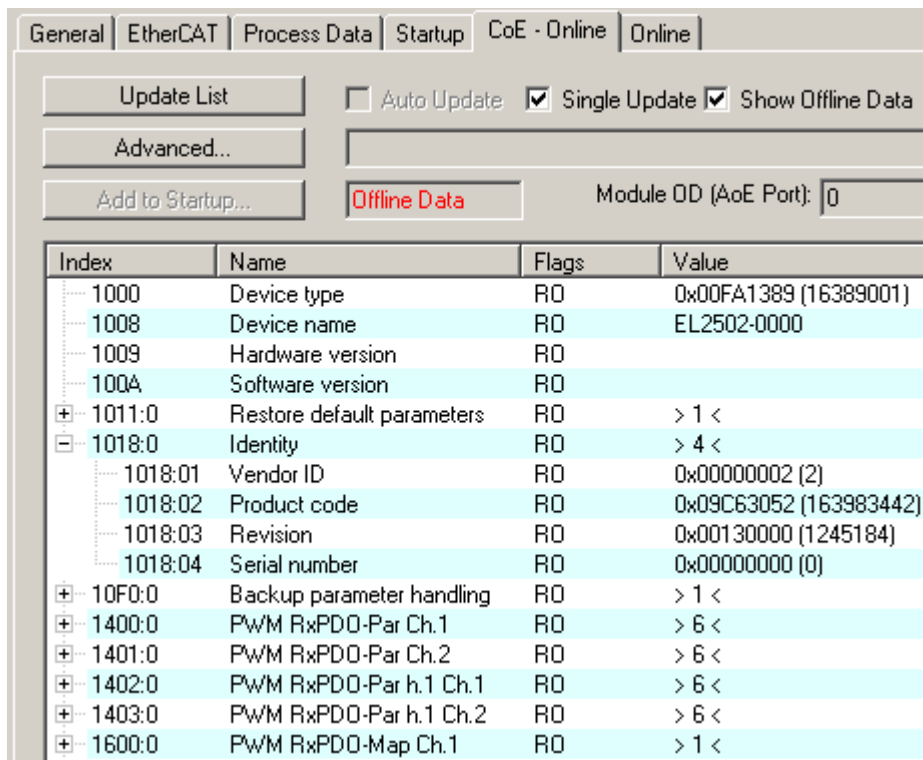 General EtherCAT Process Data Startup CoE - Online Online
Update List Auto Update Single Update Show Offline Data
Advanced...
Add to Startup... Offline Data Module OD (AoE Port): 0
Index Name Flags Value
1000 Device type RO 0x00FA1389 (16389001)
1008 Device name RO EL2502-0000
1009 Hardware version RO
100A Software version RO
1011:0 Restore default parameters RO > 1 <
1018:0 Identity RO > 4 <
1018:01 Vendor ID RO 0x00000002 (2)
1018:02 Product code RO 0x09C63052 (163983442)
1018:03 Revision RO 0x00130000 (1245184)
1018:04 Serial number RO 0x00000000 (0)
10F0:0 Backup parameter handling RO > 1 <
1400:0 PWM RxPDO-Par Ch.1 RO > 6 <
1401:0 PWM RxPDO-Par Ch.2 RO > 6 <
1402:0 PWM RxPDO-Par h.1 Ch.1 RO > 6 <
1403:0 PWM RxPDO-Par h.1 Ch.2 RO > 6 <
1600:0 PWM RxPDO-Map Ch.1 RO > 1 <